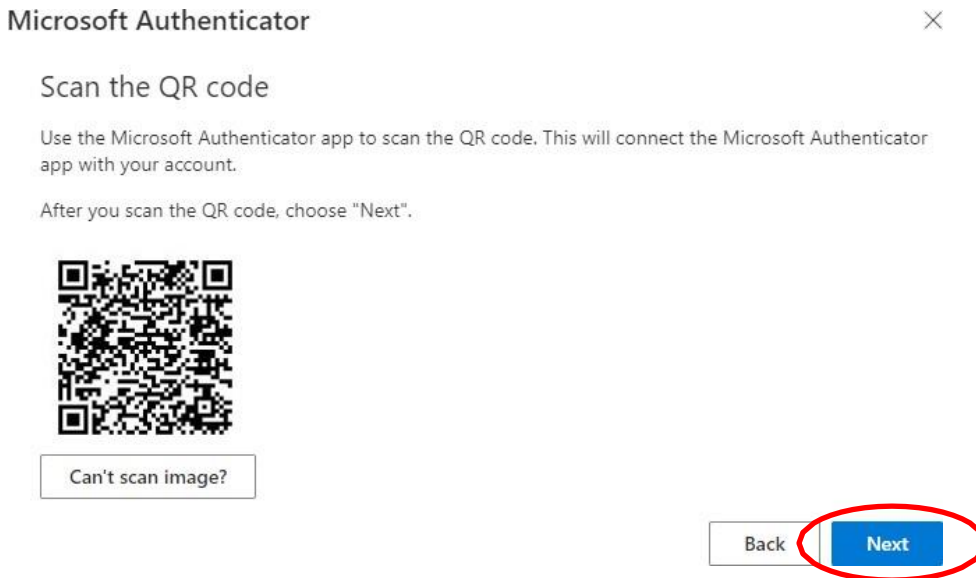 Microsoft Authenticator
Scan the QR code
Use the Microsoft Authenticator app to scan the QR code. This will connect the Microsoft Authenticator
app with your account.
After you scan the QR code, choose "Next".
Can't scan image?
Back
Next